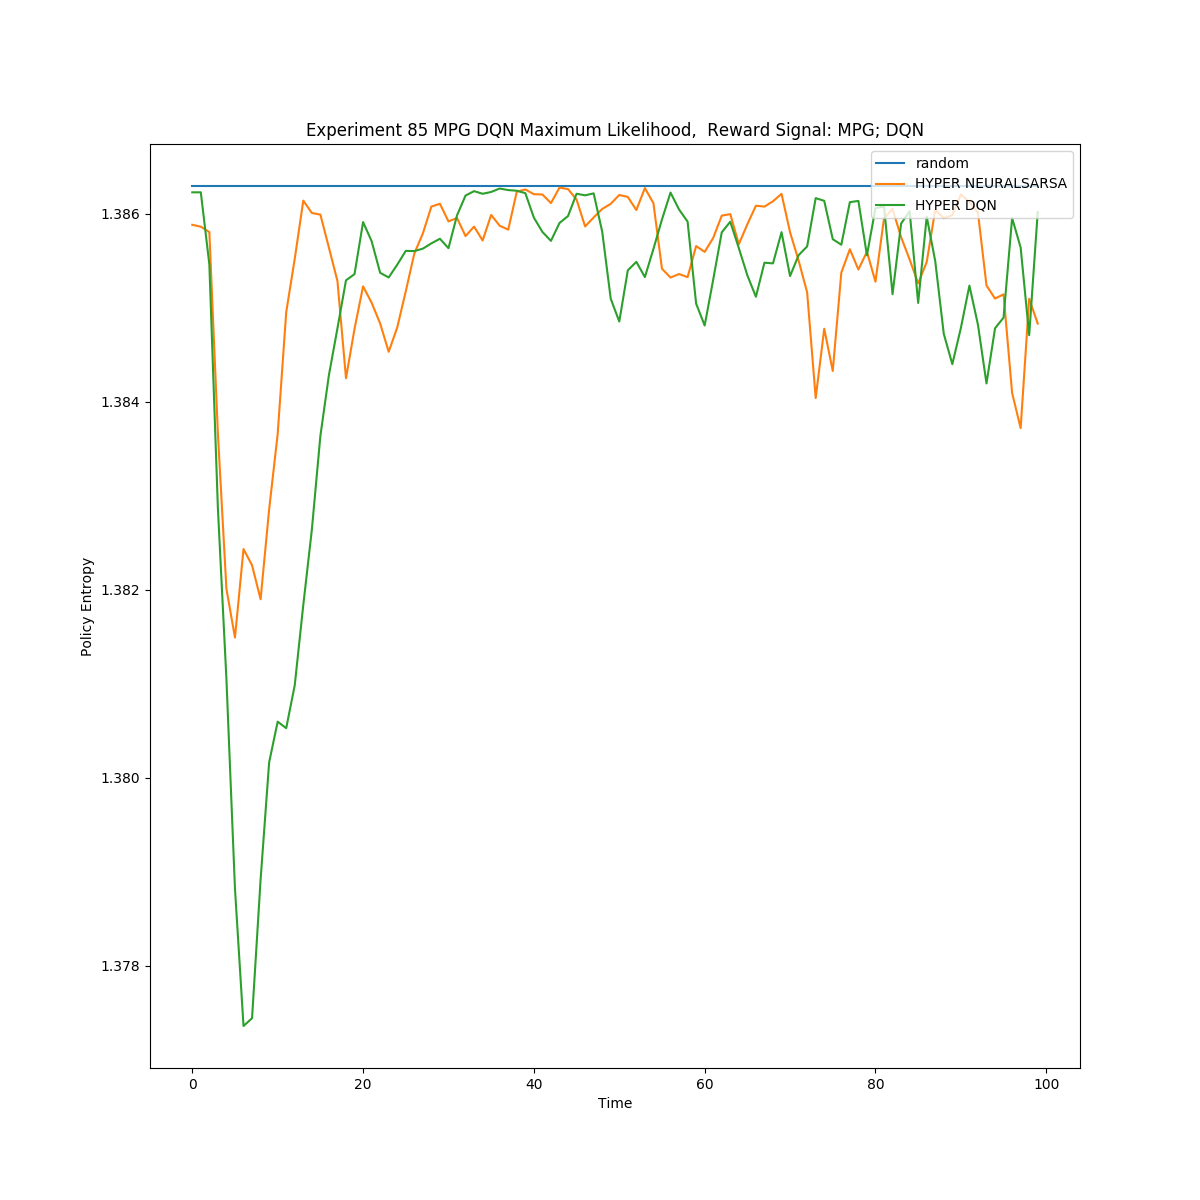 Experiment 85 MPG DQN Maximum Likelihood,  Reward Signal: MPG; DQN
random
HYPER NEURALSARSA
HYPER DQN
1.386
1.384
1.382
1.380
1.378
Policy Entropy
0 20 40 60 80 100
Time